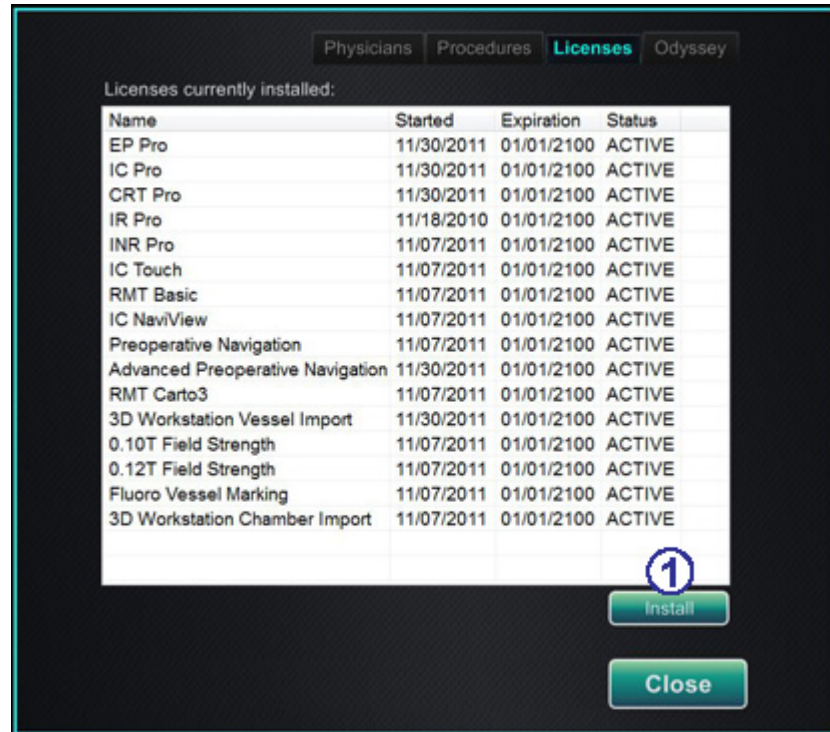 Physicians Procedures Licenses Odyssey
Licenses currently installed:
Name Started Expiration Status
EP Pro 11/30/2011 01/01/2100 ACTIVE
IC Pro 11/30/2011 01/01/2100 ACTIVE
CRT Pro 11/30/2011 01/01/2100 ACTIVE
IR Pro 11/18/2010 01/01/2100 ACTIVE
INR Pro 11/07/2011 01/01/2100 ACTIVE
IC Touch 11/07/2011 01/01/2100 ACTIVE
RMT Basic 11/07/2011 01/01/2100 ACTIVE
IC NaviView 11/07/2011 01/01/2100 ACTIVE
Preoperative Navigation 11/07/2011 01/01/2100 ACTIVE
Advanced Preoperative Navigation 11/30/2011 01/01/2100 ACTIVE
RMT Carto3 11/07/2011 01/01/2100 ACTIVE
3D Workstation Vessel Import 11/30/2011 01/01/2100 ACTIVE
0.10T Field Strength 11/07/2011 01/01/2100 ACTIVE
0.12T Field Strength 11/07/2011 01/01/2100 ACTIVE
Fluoro Vessel Marking 11/07/2011 01/01/2100 ACTIVE
3D Workstation Chamber Import 11/07/2011 01/01/2100 ACTIVE
1
Install
Close